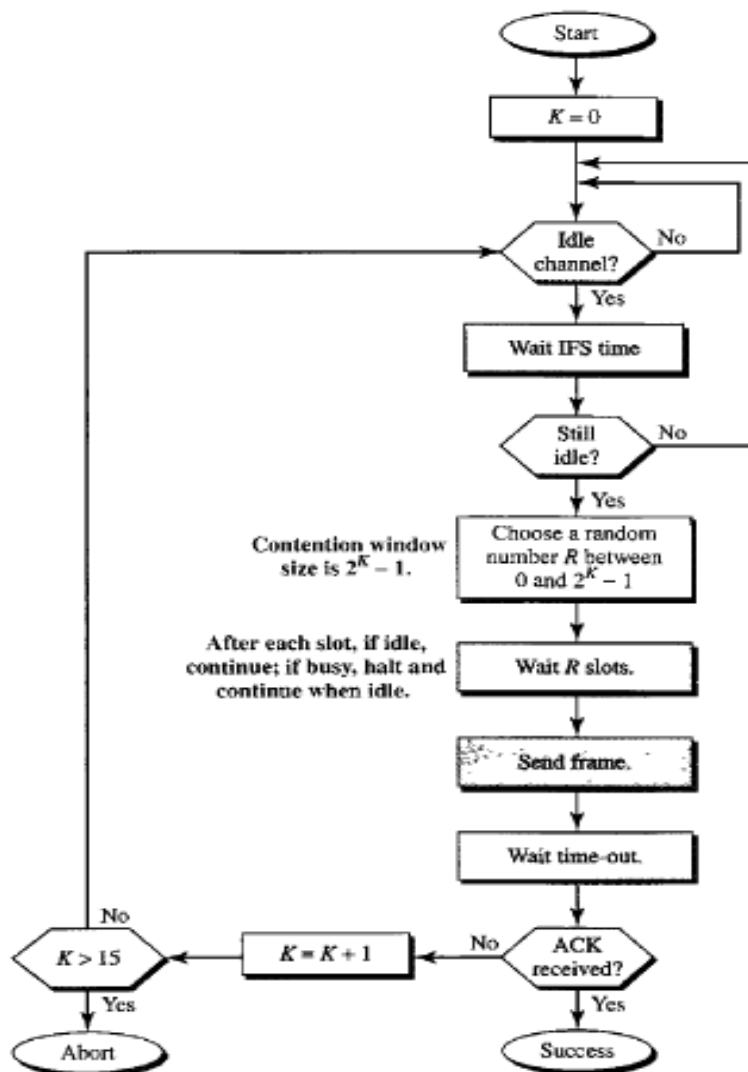 Start
K = 0
Idle
channel?
No
Yes
Wait IFS time
Still
idle?
No
Yes
Contention window
size is 2^K − 1.
Choose a random
number R between
0 and 2^K − 1
After each slot, if idle,
continue; if busy, halt and
continue when idle.
Wait R slots.
Send frame.
Wait time-out.
No
K > 15
K = K + 1
No
ACK
received?
Yes
Yes
Abort
Success